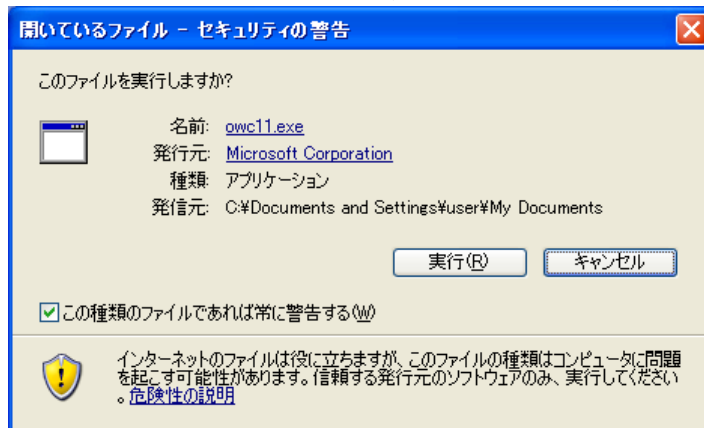 開いているファイル - セキュリティの警告
このファイルを実行しますか?
名前: owc11.exe
発行元: Microsoft Corporation
種類: アプリケーション
発信元: C:¥Documents and Settings¥user¥My Documents
実行(R) キャンセル
この種類のファイルであれば常に警告する(W)
インターネットのファイルは役に立ちますが、このファイルの種類はコンピュータに問題
を起こす可能性があります。信頼する発行元のソフトウェアのみ、実行してください
。危険性の説明